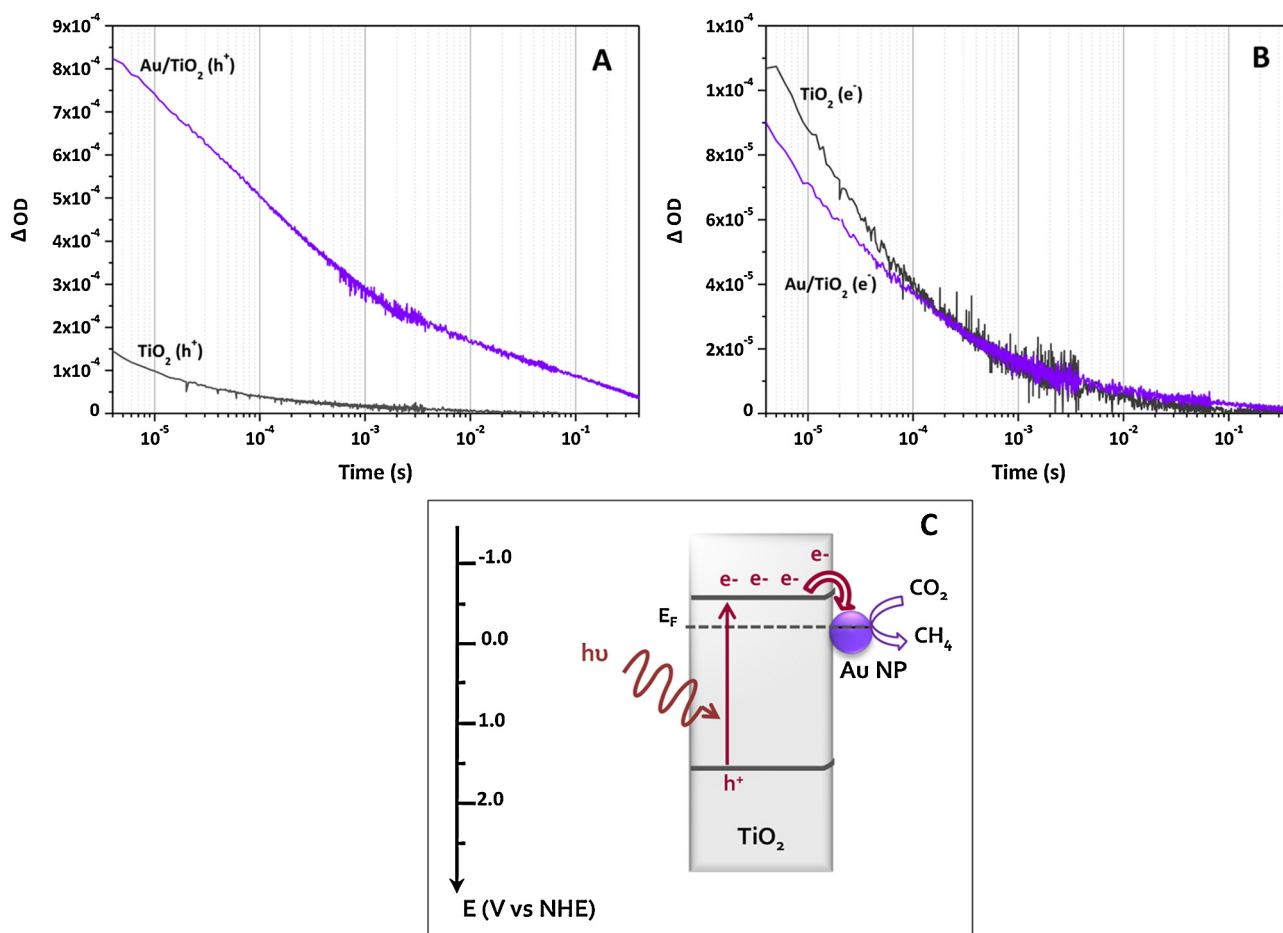 A
Au/TiO₂ (h⁺)
TiO₂ (h⁺)
9x10⁻⁴
8x10⁻⁴
7x10⁻⁴
6x10⁻⁴
5x10⁻⁴
4x10⁻⁴
3x10⁻⁴
2x10⁻⁴
1x10⁻⁴
0
Δ OD
10⁻⁵ 10⁻⁴ 10⁻³ 10⁻² 10⁻¹
Time (s)
B
TiO₂ (e⁻)
Au/TiO₂ (e⁻)
1x10⁻⁴
1x10⁻⁴
8x10⁻⁵
6x10⁻⁵
4x10⁻⁵
2x10⁻⁵
0
Δ OD
10⁻⁵ 10⁻⁴ 10⁻³ 10⁻² 10⁻¹
Time (s)
C
-1.0
0.0
1.0
2.0
E (V vs NHE)
e-
e- e- e-
E_F
hυ
h⁺
TiO₂
CO₂
CH₄
Au NP